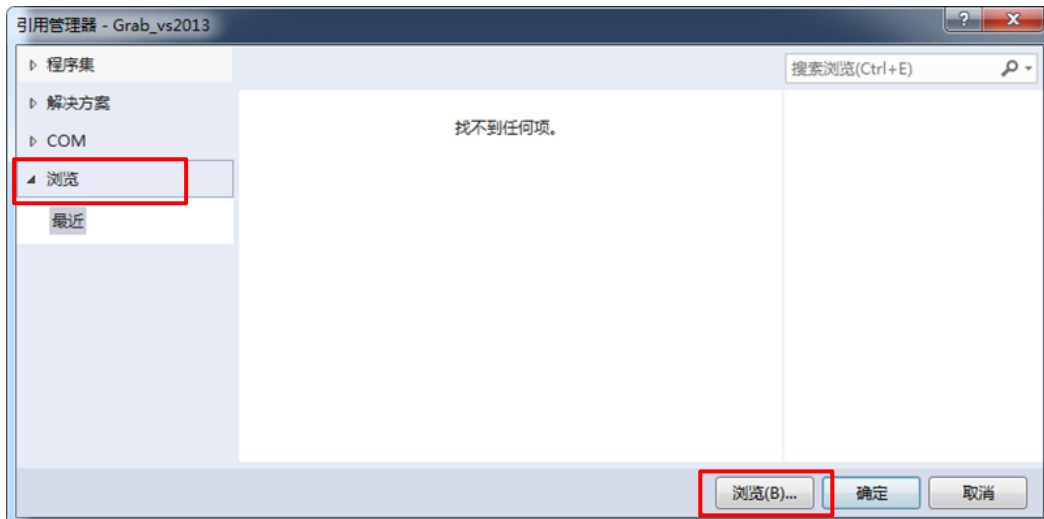 引用管理器 - Grab_vs2013
程序集
搜索浏览(Ctrl+E)
解决方案
COM
找不到任何项。
浏览
最近
浏览(B)...
确定
取消